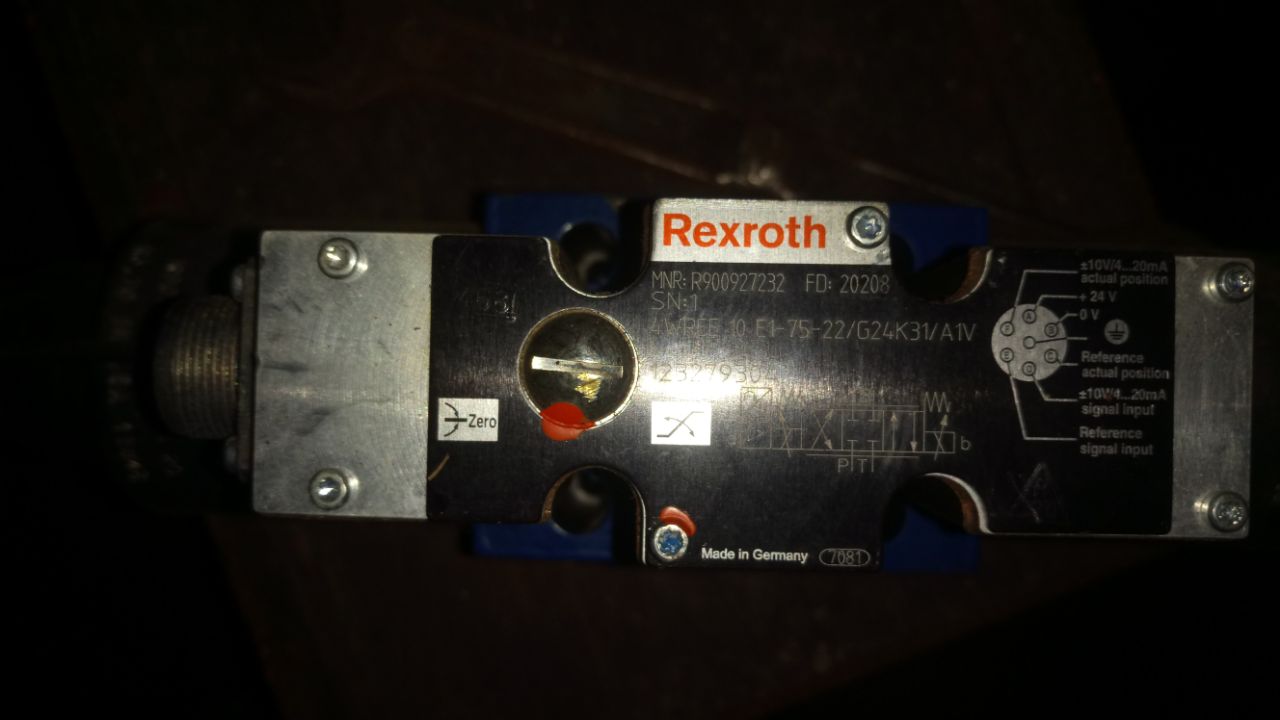 Rexroth
MNR: R900927232 FD: 20208
SN:1
4WREE 10 E1-75-22/G24K31/A1V
Zero
b
P T
Made in Germany 7081
±10V/4...20mA
actual position
+ 24 V
0 V
Reference
actual position
±10V/4...20mA
signal input
Reference
signal input